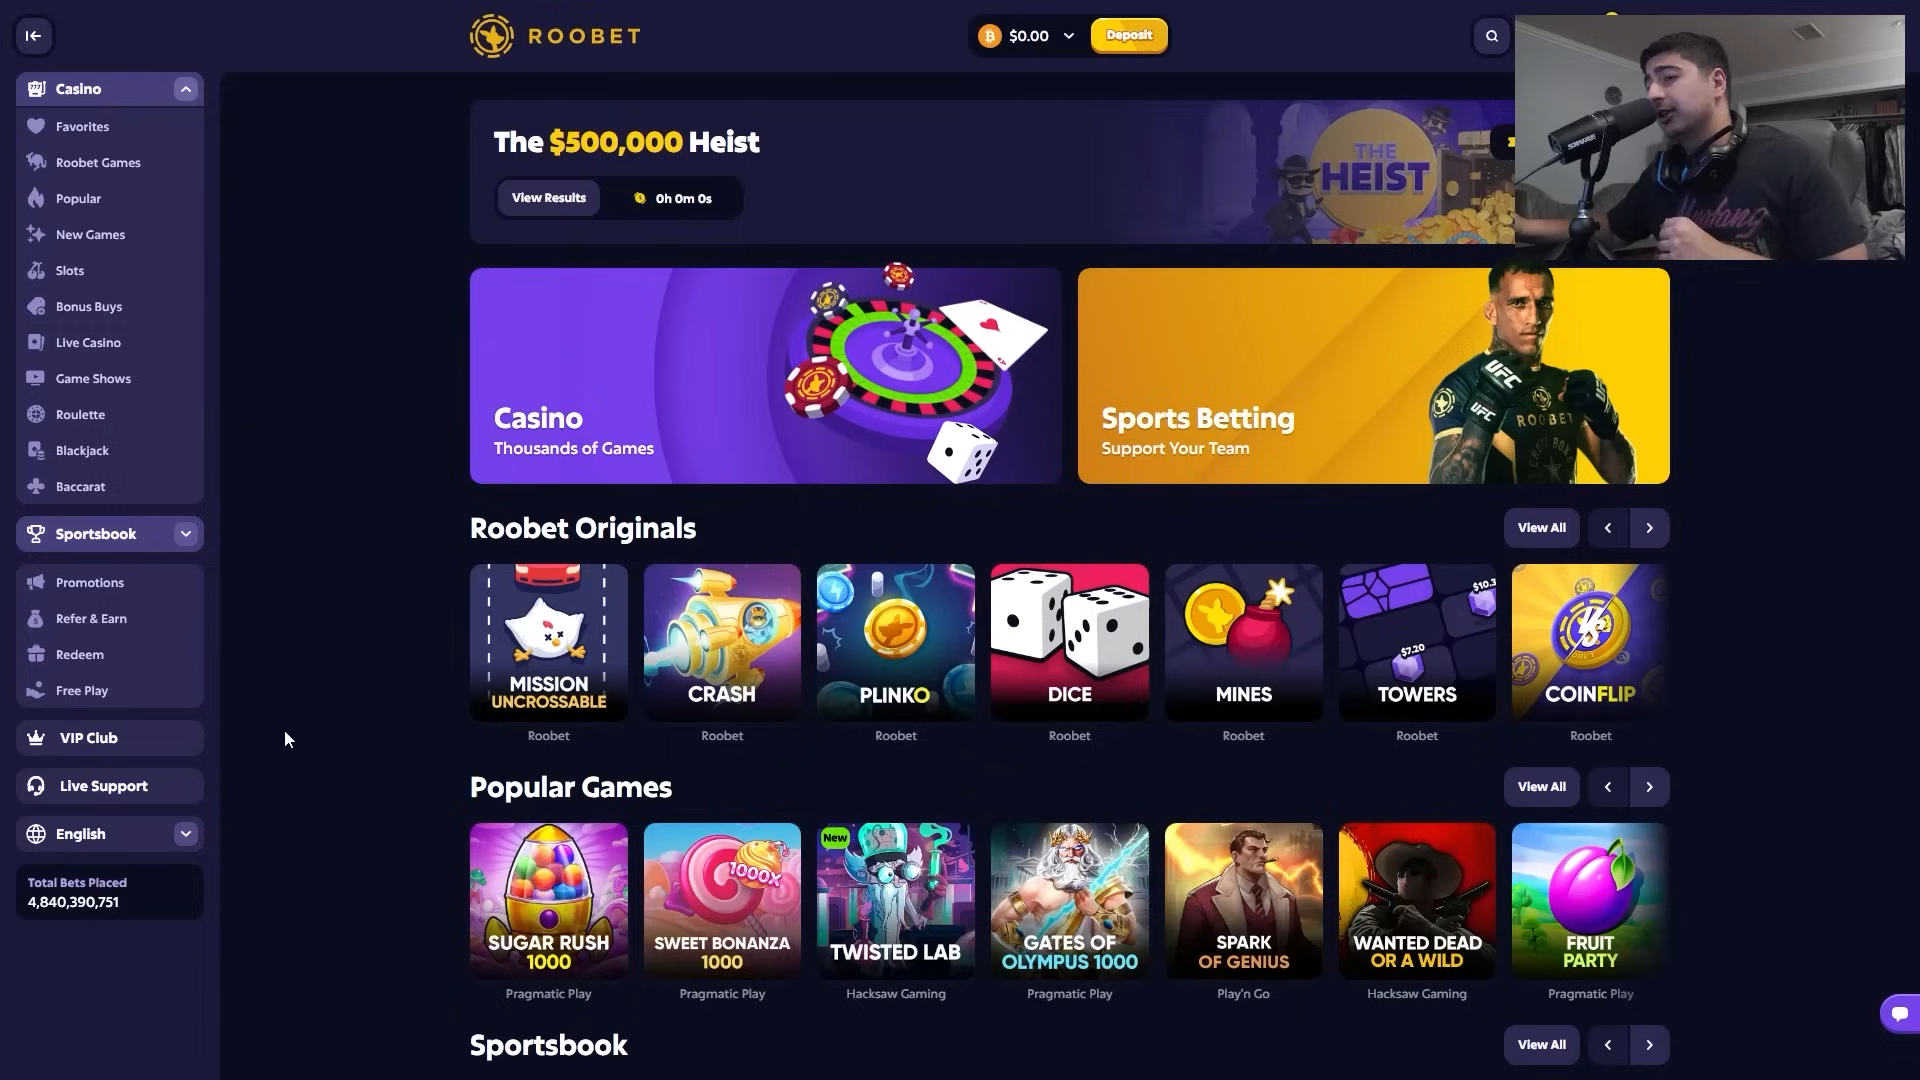 ROOBET
$0.00
Deposit
Casino
Favorites
Roobet Games
Popular
New Games
Slots
Bonus Buys
Live Casino
Game Shows
Roulette
Blackjack
Baccarat
Sportsbook
Promotions
Refer & Earn
Redeem
Free Play
VIP Club
Live Support
English
Total Bets Placed
4,840,390,751
The $500,000 Heist
View Results
0h 0m 0s
THE
HEIST
SHURE
Mustang
Casino
Thousands of Games
Sports Betting
Support Your Team
UFC
UFC
ROOBET
CHUTE BOXE
Roobet Originals
View All
MISSION
UNCROSSABLE
CRASH
PLINKO
DICE
MINES
$10.3
$7.20
TOWERS
VS
COINFLIP
Roobet
Roobet
Roobet
Roobet
Roobet
Roobet
Roobet
Popular Games
View All
SUGAR RUSH
1000
1000X
SWEET BONANZA
1000
New
TWISTED LAB
GATES OF
OLYMPUS 1000
SPARK
OF GENIUS
WANTED DEAD
OR A WILD
FRUIT
PARTY
Pragmatic Play
Pragmatic Play
Hacksaw Gaming
Pragmatic Play
Play'n Go
Hacksaw Gaming
Pragmatic Play
Sportsbook
View All